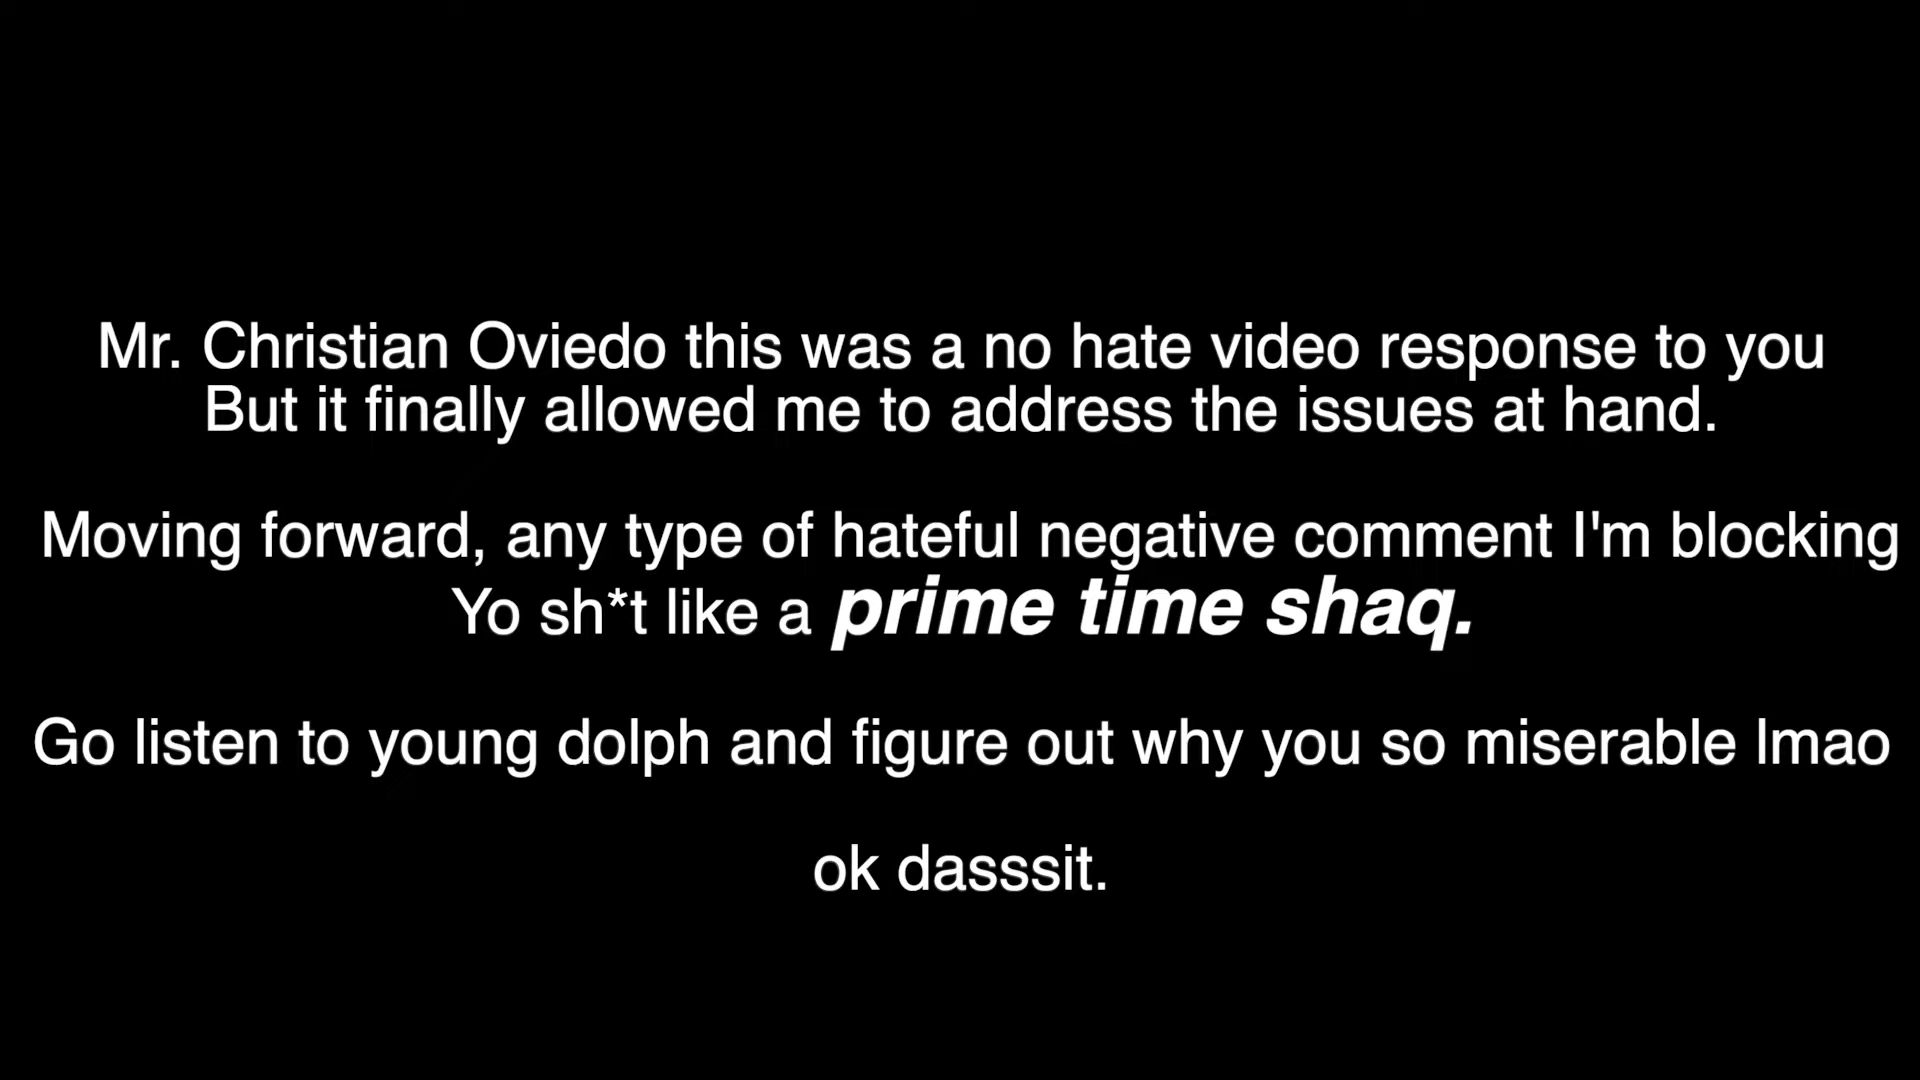 Mr. Christian Oviedo this was a no hate video response to you
But it finally allowed me to address the issues at hand.
Moving forward, any type of hateful negative comment I'm blocking
Yo sh*t like a prime time shaq.
Go listen to young dolph and figure out why you so miserable lmao
ok dasssit.